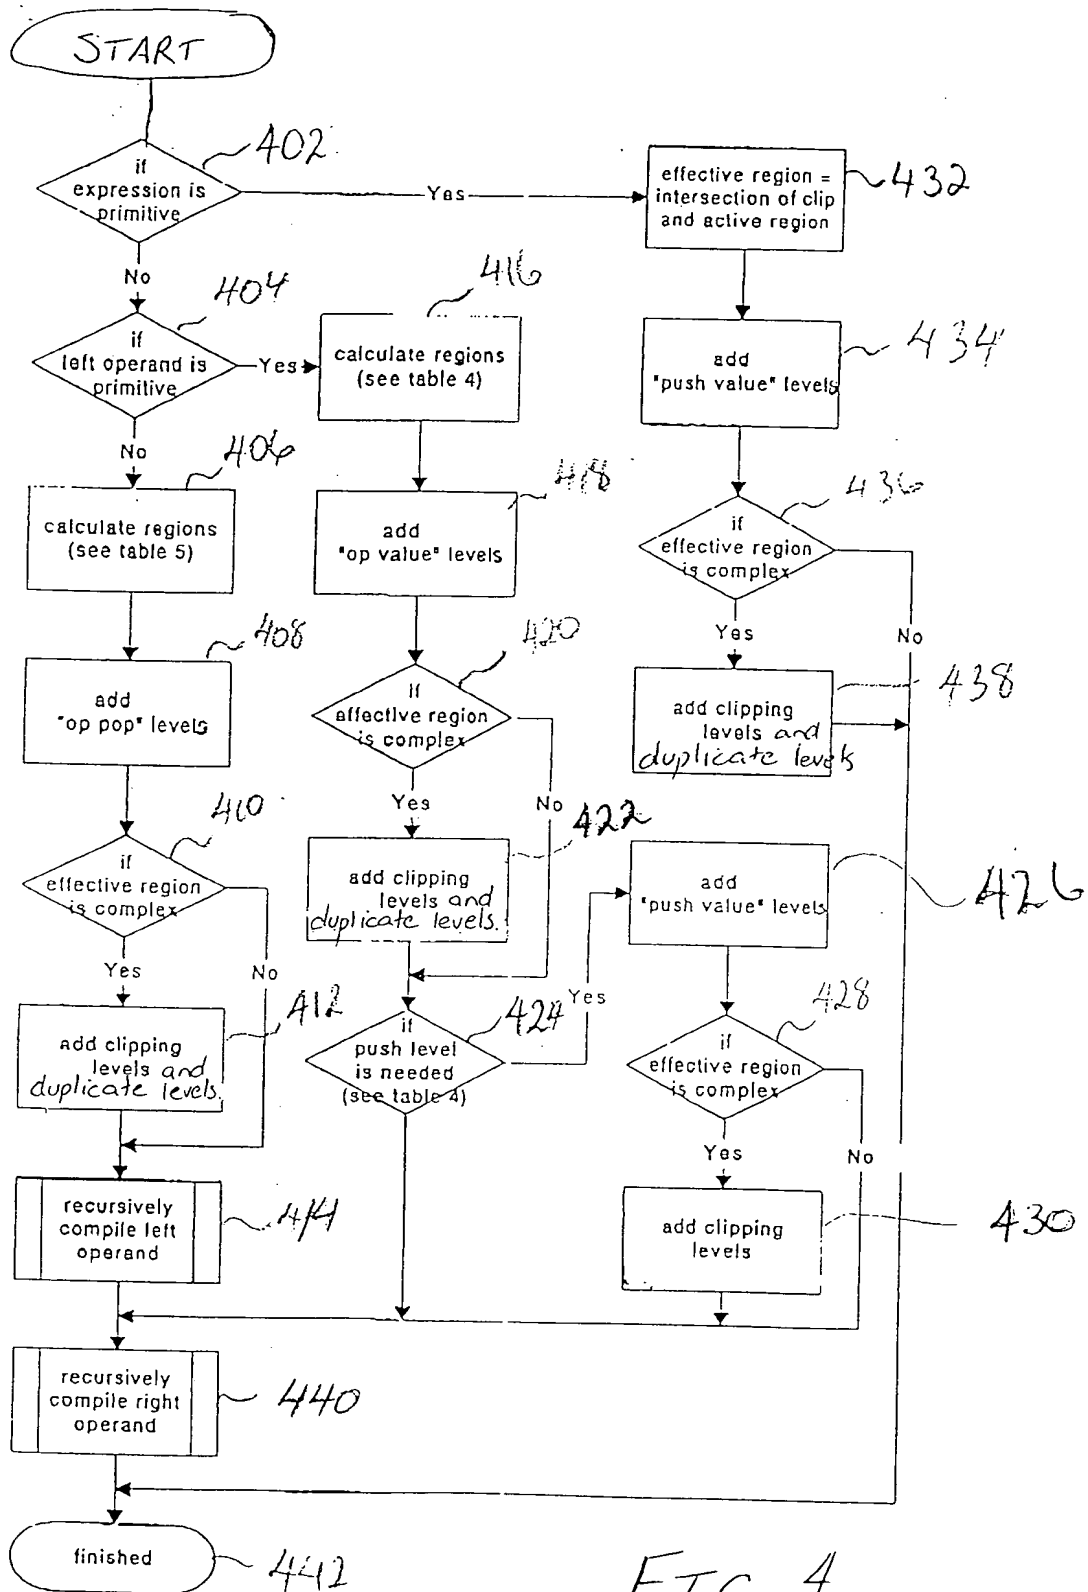 START
402
if
expression is
primitive
Yes
432
effective region =
intersection of clip
and active region
No
404
if
left operand is
primitive
Yes
416
calculate regions
(see table 4)
434
add
"push value" levels
No
406
calculate regions
(see table 5)
418
add
"op value" levels
436
if
effective region
is complex
Yes
No
408
add
"op pop" levels
420
if
effective region
is complex
Yes
No
438
add clipping
levels and
duplicate levels
410
if
effective region
is complex
Yes
No
422
add clipping
levels and
duplicate levels.
426
add
"push value" levels
412
add clipping
levels and
duplicate levels.
424
if
push level
is needed
(see table 4)
Yes
428
if
effective region
is complex
Yes
No
414
recursively
compile left
operand
430
add clipping
levels
440
recursively
compile right
operand
finished
442
FIG. 4